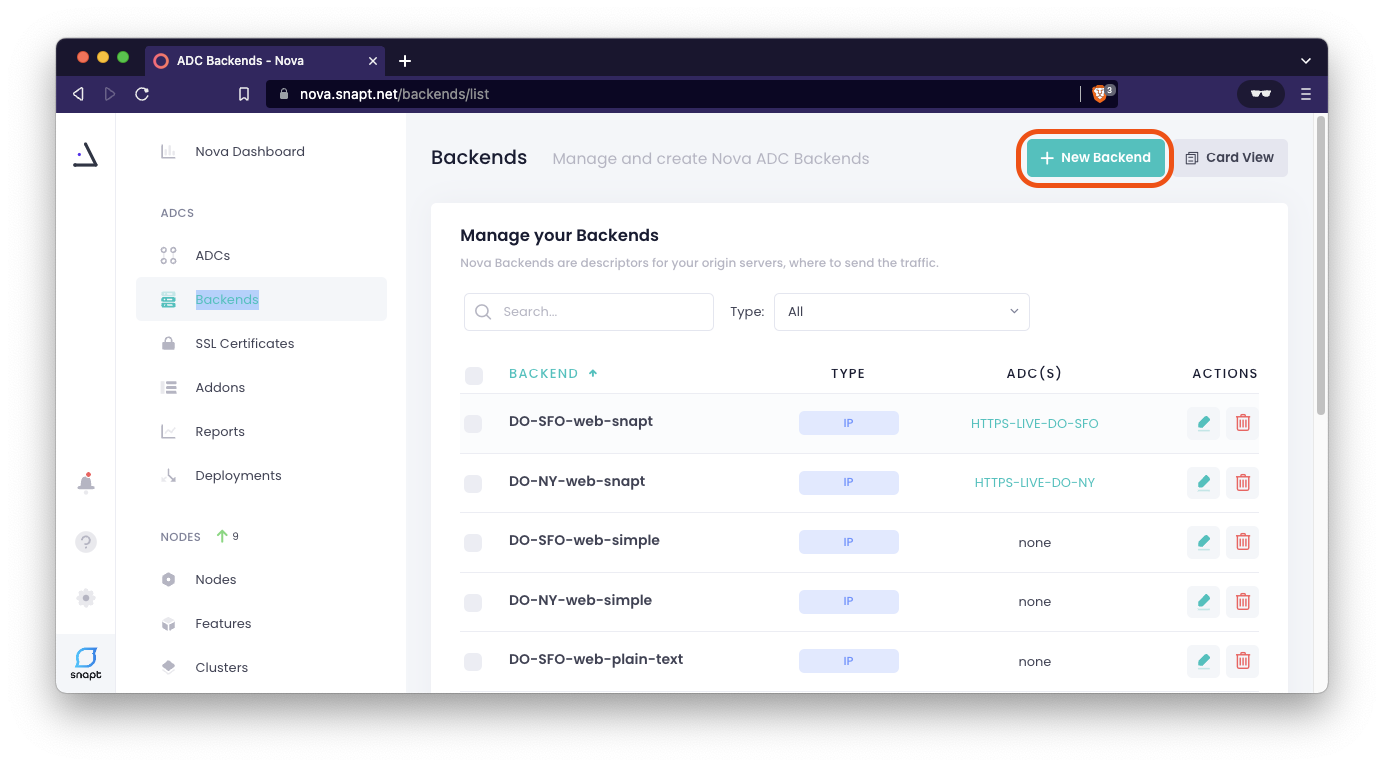 ADC Backends - Nova
nova.snapt.net/backends/list
3
Nova Dashboard
ADCS
ADCs
Backends
SSL Certificates
Addons
Reports
Deployments
NODES 9
Nodes
Features
Clusters
snapt
Backends Manage and create Nova ADC Backends
New Backend
Card View
Manage your Backends
Nova Backends are descriptors for your origin servers, where to send the traffic.
Search...
Type: All
BACKEND TYPE ADC(S) ACTIONS
DO-SFO-web-snapt IP HTTPS-LIVE-DO-SFO
DO-NY-web-snapt IP HTTPS-LIVE-DO-NY
DO-SFO-web-simple IP none
DO-NY-web-simple IP none
DO-SFO-web-plain-text IP none